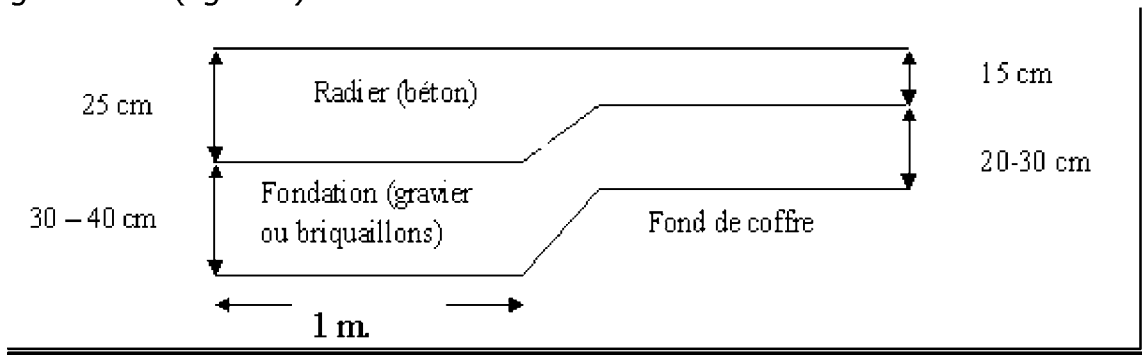 25 cm
Radier (béton)
15 cm
20-30 cm
30 – 40 cm
Fondation (gravier
ou briquaillons)
Fond de coffre
1 m.